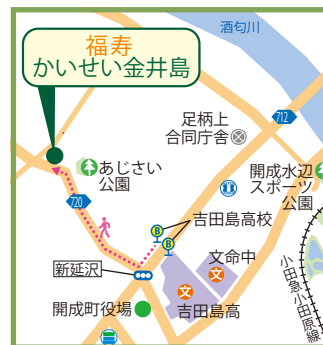 酒匂川
福寿
かいせい金井島
712
足柄上
合同庁舎
あじさい
公園
開成水辺
スポーツ
公園
720
吉田島高校
B
B
文命中
文
新延沢
小田急小田原線
文
開成町役場
吉田島高